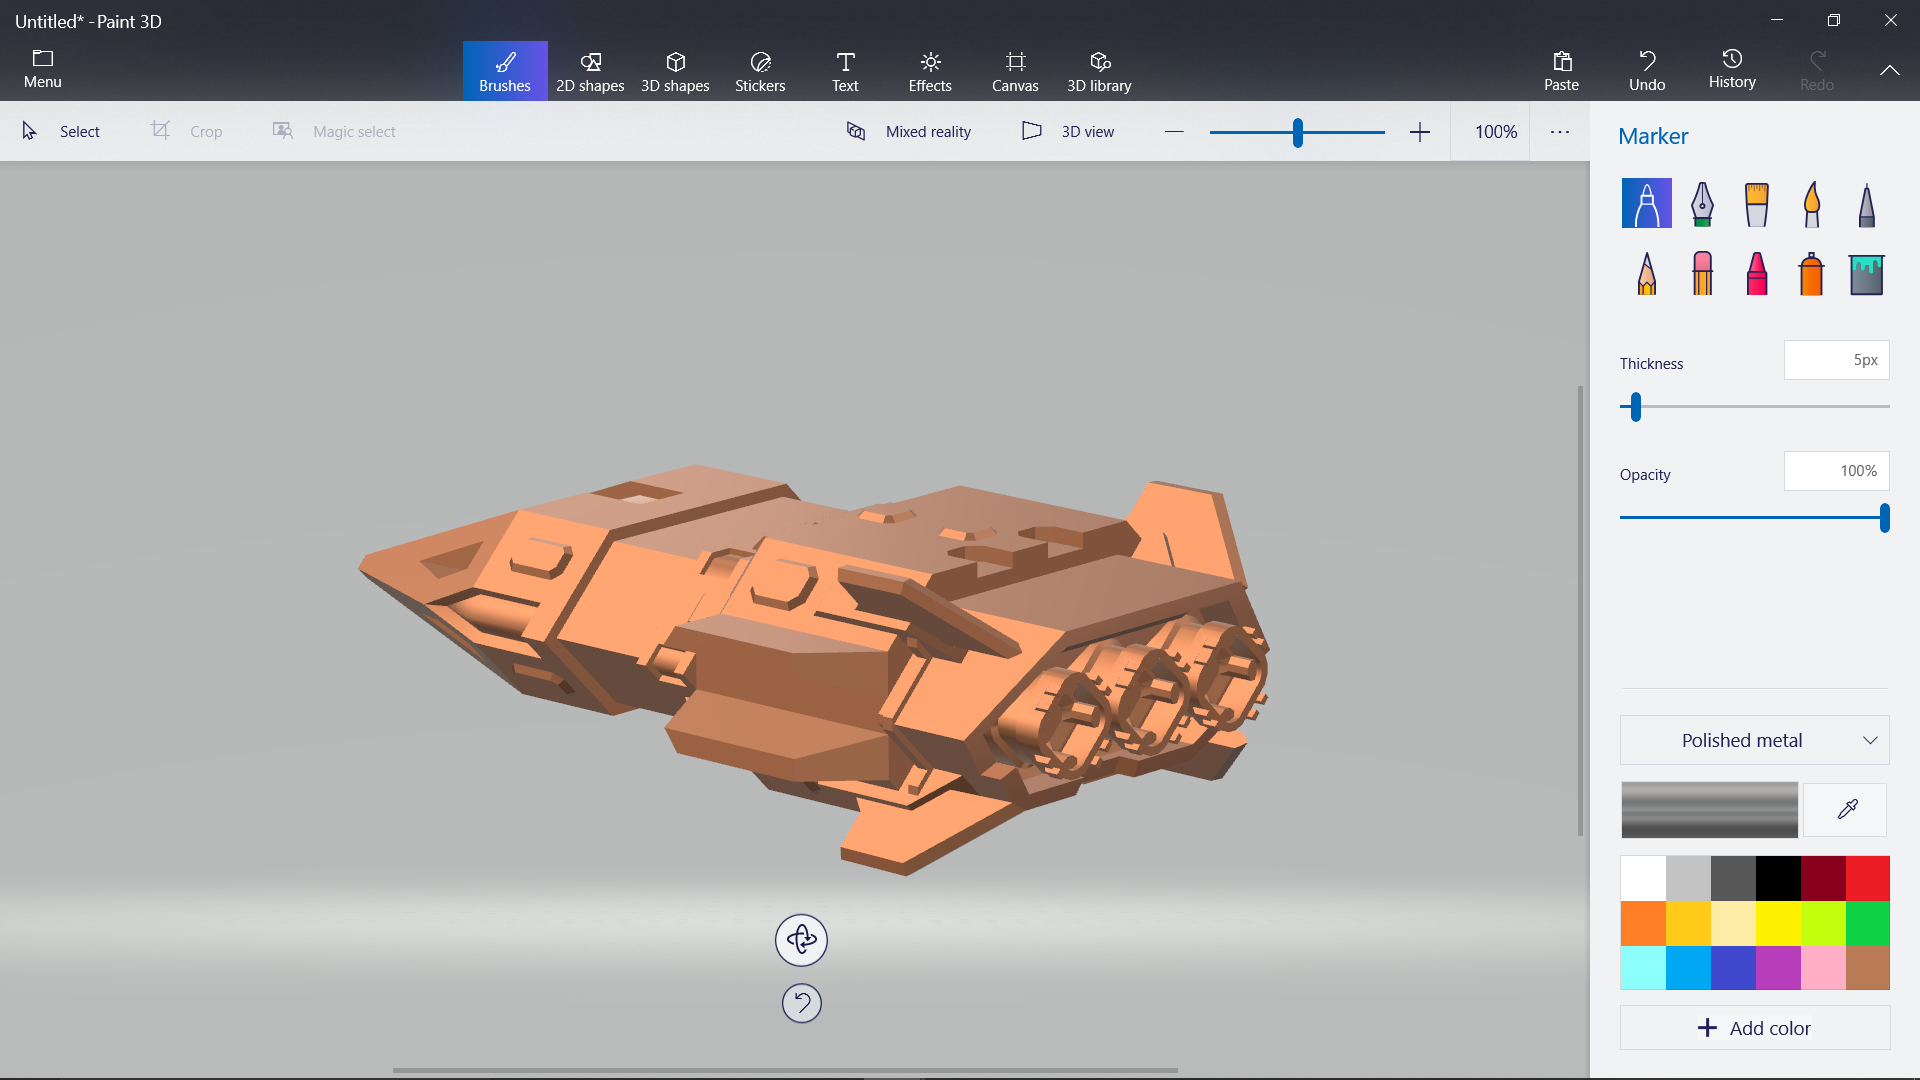 Untitled* - Paint 3D
Menu
Brushes
2D shapes
3D shapes
Stickers
Text
Effects
Canvas
3D library
Paste
Undo
History
Redo
Select
Crop
Magic select
Mixed reality
3D view
100%
Marker
Thickness
5px
Opacity
100%
Polished metal
Add color